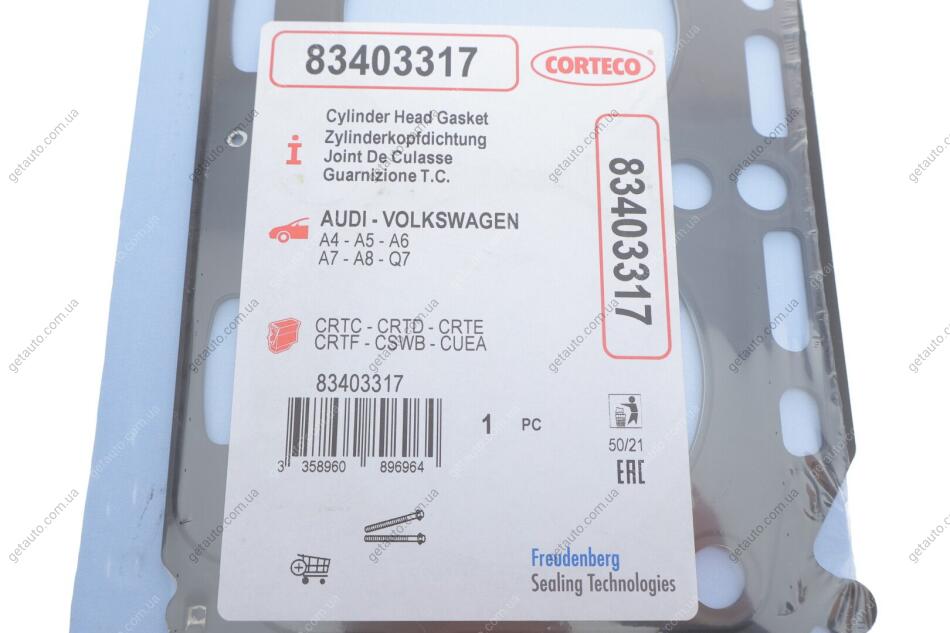 83403317
CORTECO
Cylinder Head Gasket
Zylinderkopfdichtung
Joint De Culasse
Guarnizione T.C.
83403317
AUDI - VOLKSWAGEN
A4 - A5 - A6
A7 - A8 - Q7
CRTC - CRTD - CRTE
CRTF - CSWB - CUEA
83403317
3 358960 896964
1 PC
50/21
EAC
Freudenberg
Sealing Technologies
getauto.com.ua